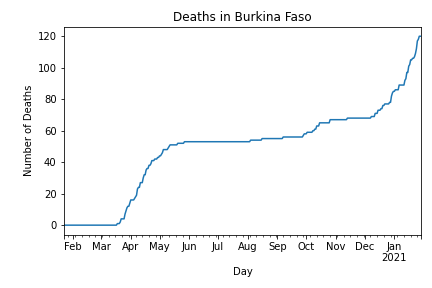 Deaths in Burkina Faso
120
100
80
60
40
20
0
Number of Deaths
Feb Mar Apr May Jun Jul Aug Sep Oct Nov Dec Jan
2021
Day